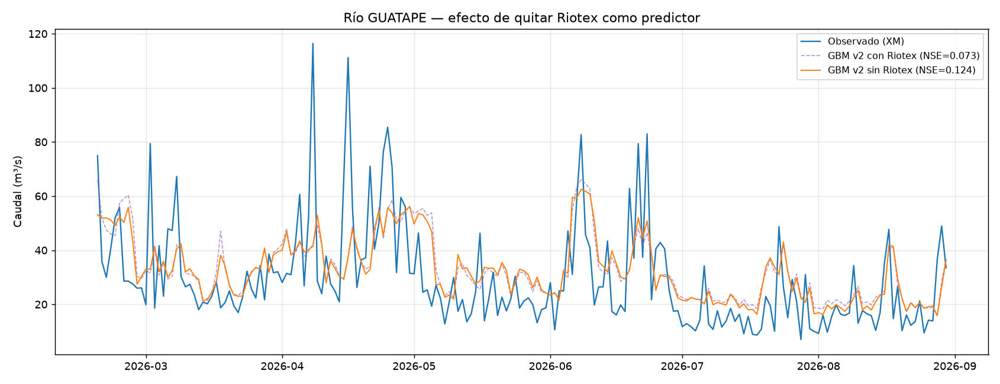 Río GUATAPE — efecto de quitar Riotex como predictor
Observado (XM)
GBM v2 con Riotex (NSE=0.073)
GBM v2 sin Riotex (NSE=0.124)
Caudal (m³/s)
120
100
80
60
40
20
2026-03 2026-04 2026-05 2026-06 2026-07 2026-08 2026-09